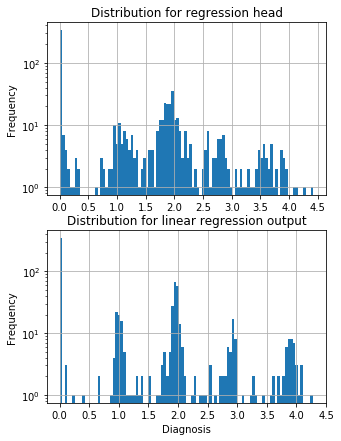 Distribution for regression head
Frequency
10²
10¹
10⁰
0.0 0.5 1.0 1.5 2.0 2.5 3.0 3.5 4.0 4.5
Distribution for linear regression output
Frequency
10²
10¹
10⁰
0.0 0.5 1.0 1.5 2.0 2.5 3.0 3.5 4.0 4.5
Diagnosis